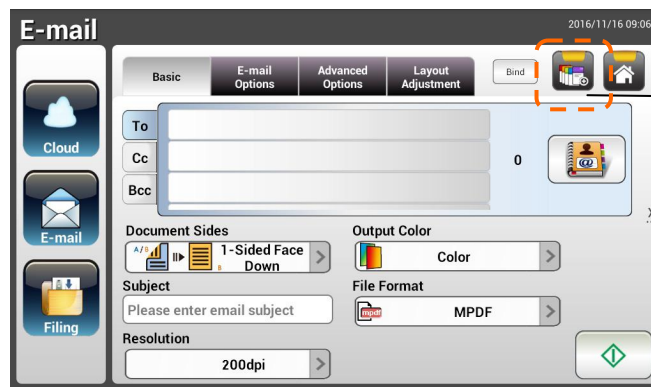 E-mail
2016/11/16 09:06
Basic
E-mail
Options
Advanced
Options
Layout
Adjustment
Bind
Cloud
E-mail
Filing
To
Cc
Bcc
0
@
Document Sides
A/B
B
1-Sided Face
Down
Output Color
Color
Subject
Please enter email subject
File Format
mpdf
MPDF
Resolution
200dpi